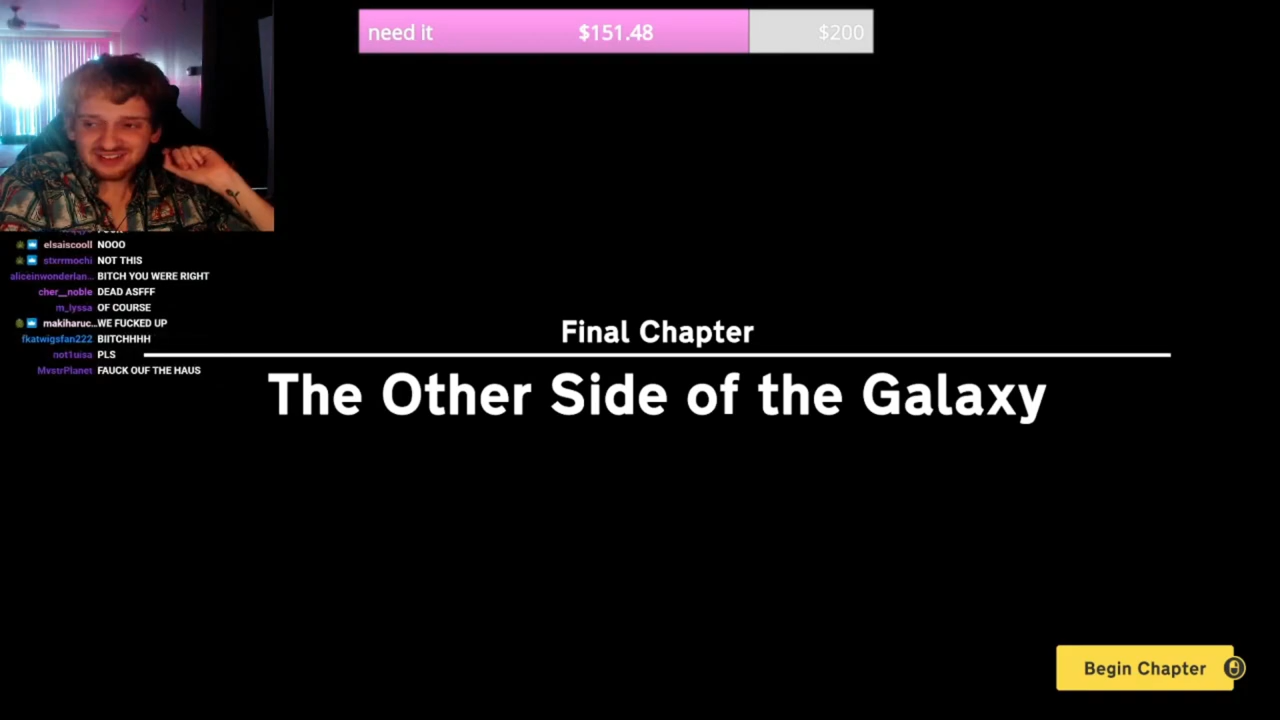 need it $151.48 $200
elsaiscooll NOOO
stxrrmochi NOT THIS
aliceinwonderlan... BITCH YOU WERE RIGHT
cher__noble DEAD ASFFF
m_lyssa OF COURSE
makiharuc... WE FUCKED UP
fkatwigsfan222 BIITCHHHH
not1uisa PLS
MvstrPlanet FAUCK OUF THE HAUS
Final Chapter
The Other Side of the Galaxy
Begin Chapter